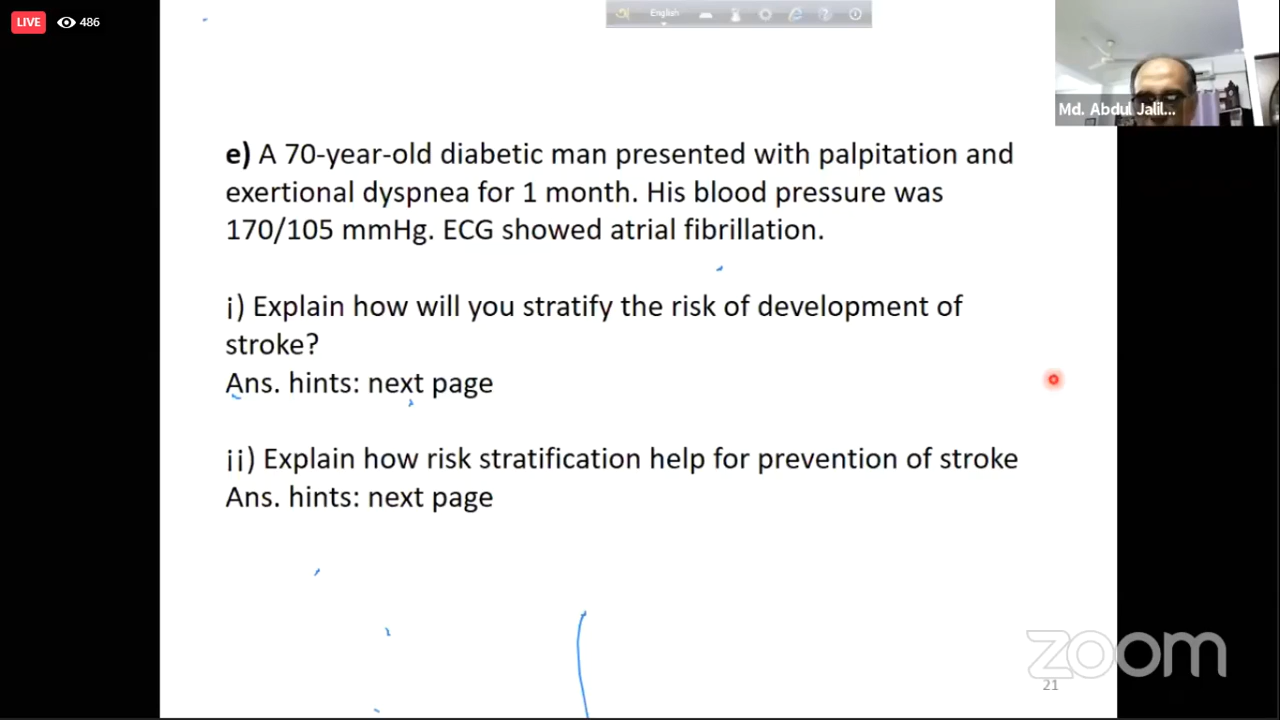 LIVE 486
English
Md. Abdul Jalil...
e) A 70-year-old diabetic man presented with palpitation and
exertional dyspnea for 1 month. His blood pressure was
170/105 mmHg. ECG showed atrial fibrillation.
i) Explain how will you stratify the risk of development of
stroke?
Ans. hints: next page
ii) Explain how risk stratification help for prevention of stroke
Ans. hints: next page
zoom
21